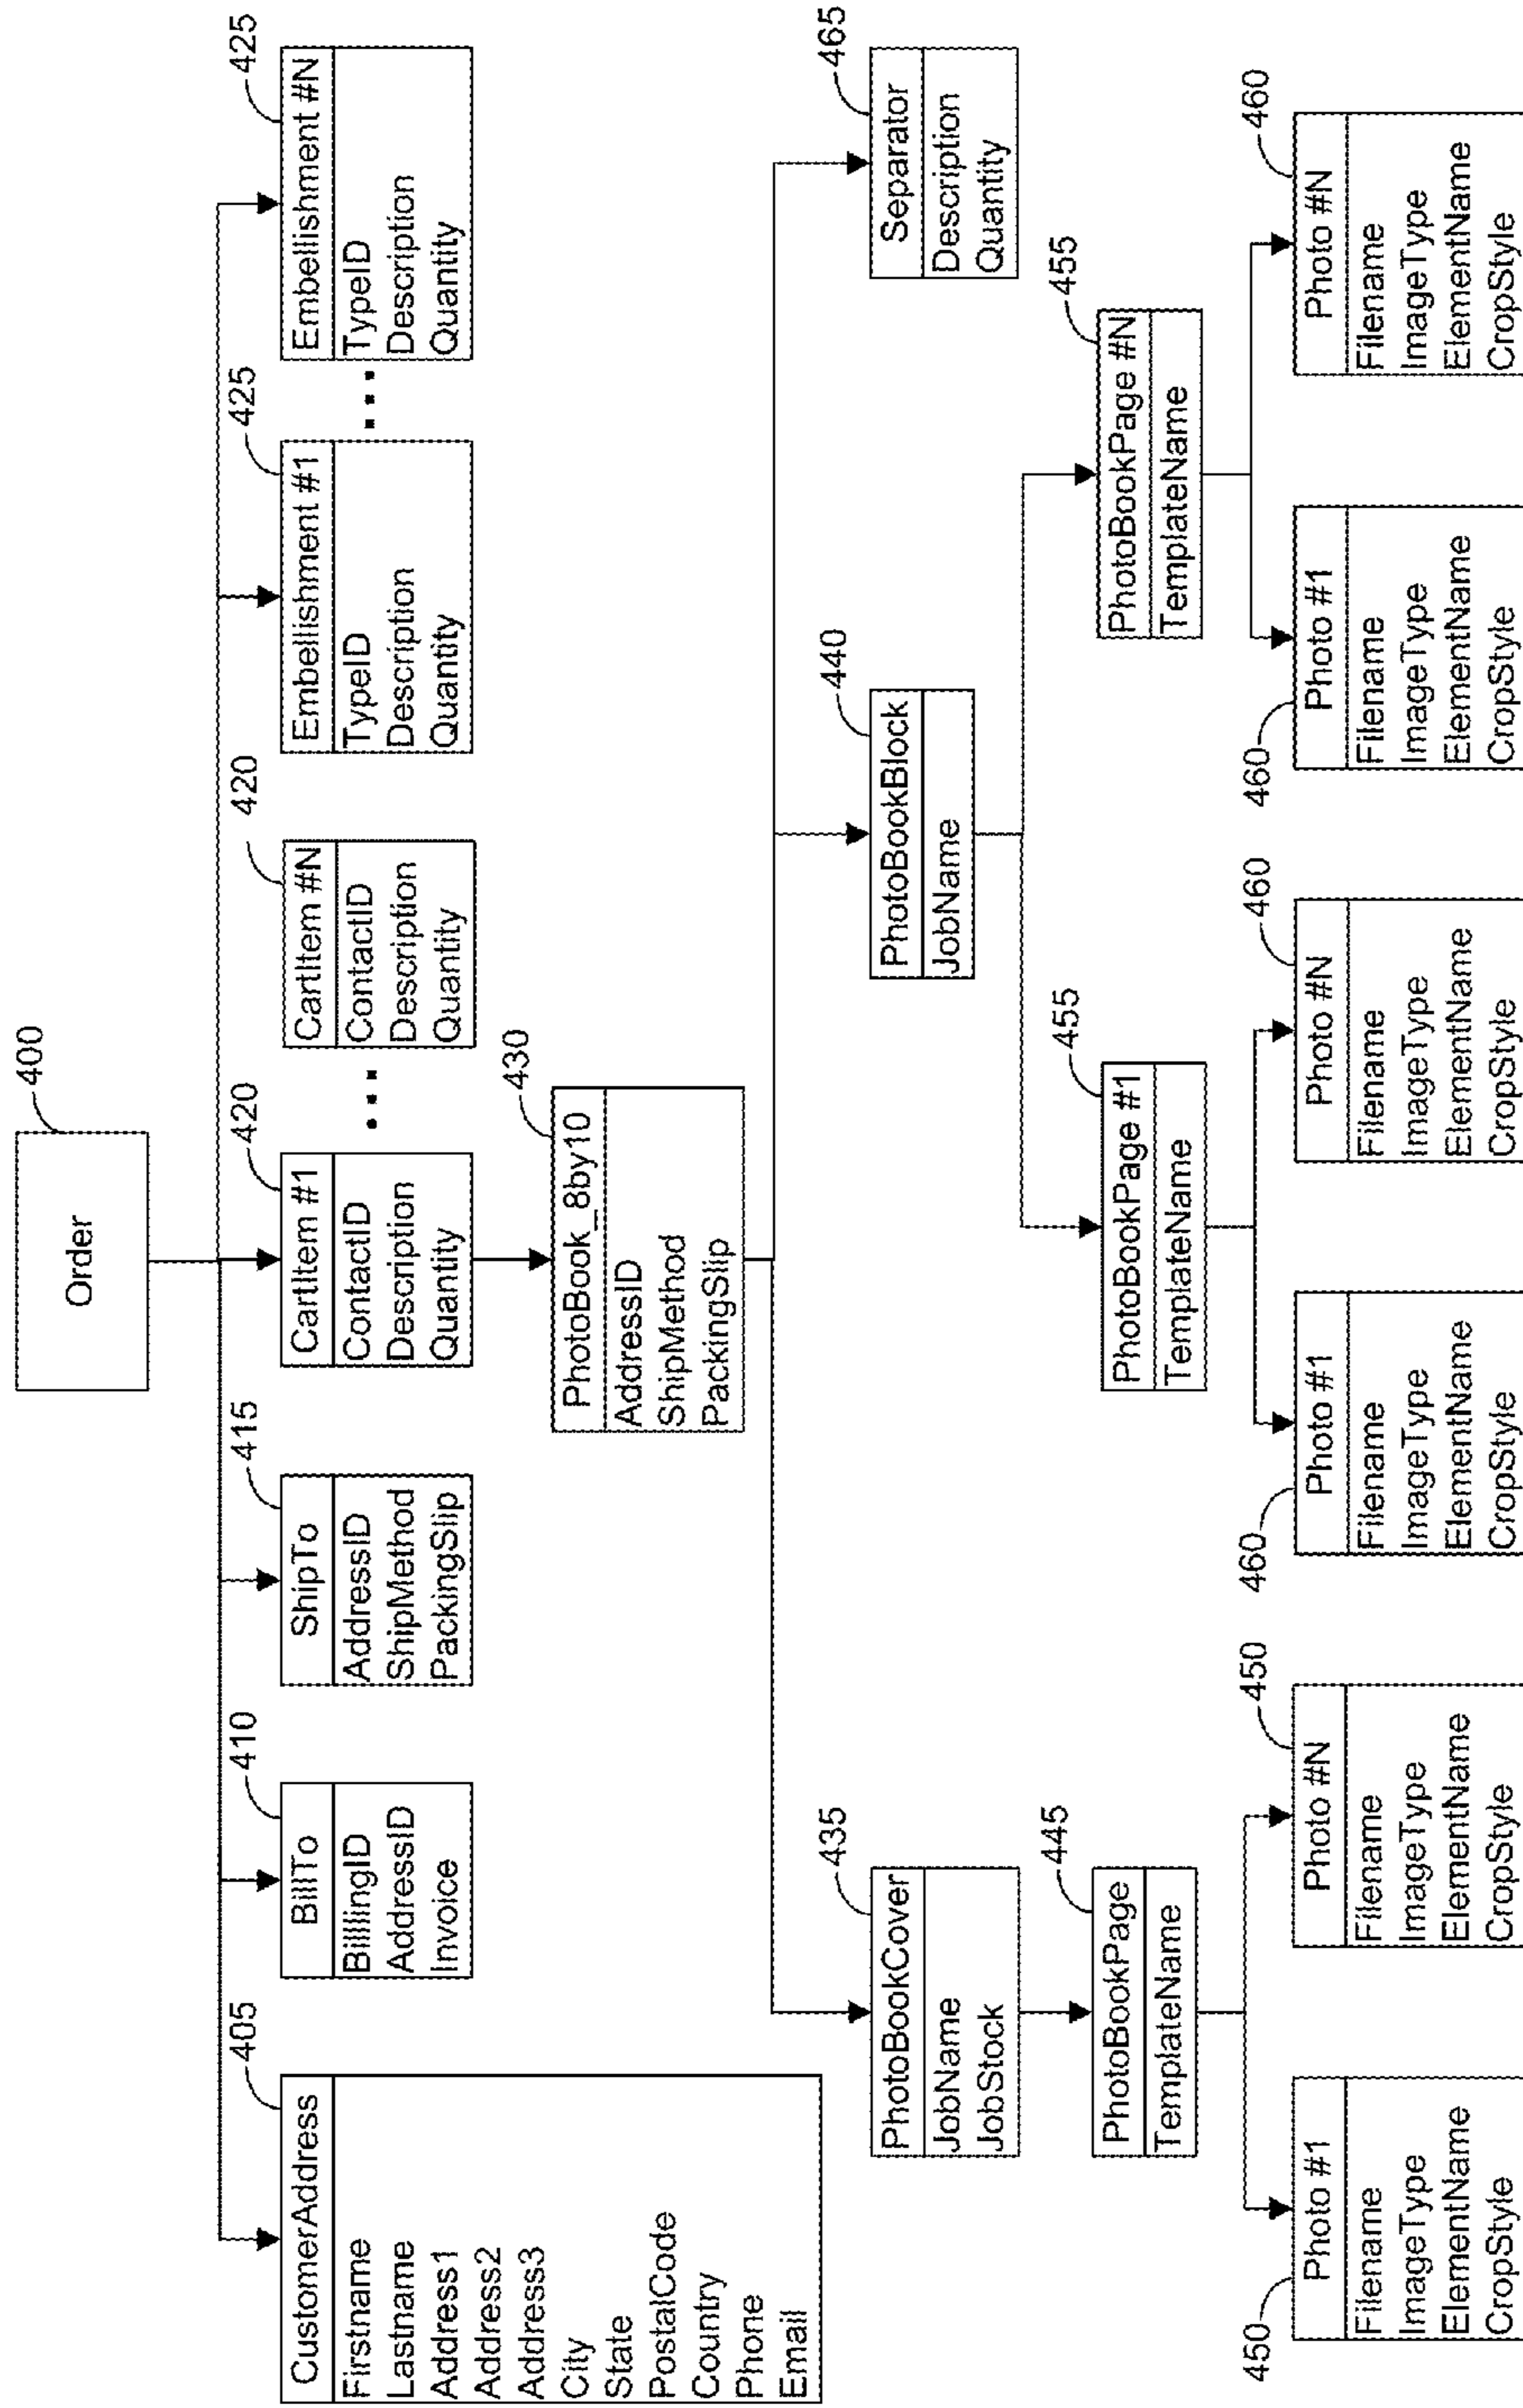 Order
400
CustomerAddress
405
Firstname
Lastname
Address1
Address2
Address3
City
State
PostalCode
Country
Phone
Email
BillTo
410
BilllingID
AddressID
Invoice
ShipTo
415
AddressID
ShipMethod
PackingSlip
CartItem #1
420
ContactID
Description
Quantity
...
CartItem #N
420
ContactID
Description
Quantity
Embellishment #1
425
TypeID
Description
Quantity
...
Embellishment #N
425
TypeID
Description
Quantity
PhotoBook_8by10
430
AddressID
ShipMethod
PackingSlip
PhotoBookCover
435
JobName
JobStock
PhotoBookBlock
440
JobName
Separator
465
Description
Quantity
PhotoBookPage
445
TemplateName
PhotoBookPage #1
455
TemplateName
PhotoBookPage #N
455
TemplateName
450
Photo #1
Filename
ImageType
ElementName
CropStyle
Photo #N
450
Filename
ImageType
ElementName
CropStyle
460
Photo #1
Filename
ImageType
ElementName
CropStyle
Photo #N
460
Filename
ImageType
ElementName
CropStyle
460
Photo #1
Filename
ImageType
ElementName
CropStyle
Photo #N
460
Filename
ImageType
ElementName
CropStyle